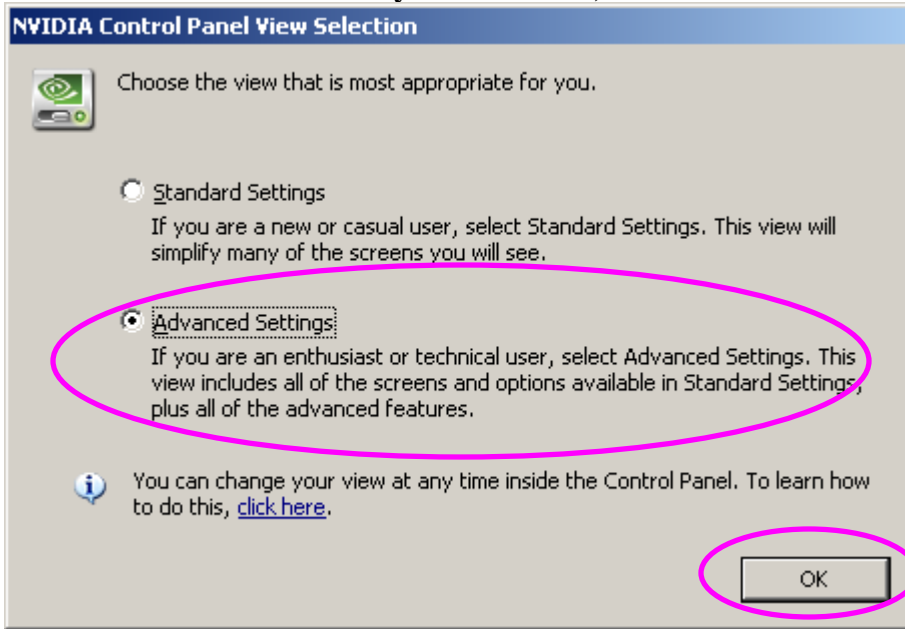 NVIDIA Control Panel View Selection
Choose the view that is most appropriate for you.
Standard Settings
If you are a new or casual user, select Standard Settings. This view will
simplify many of the screens you will see.
Advanced Settings
If you are an enthusiast or technical user, select Advanced Settings. This
view includes all of the screens and options available in Standard Settings,
plus all of the advanced features.
You can change your view at any time inside the Control Panel. To learn how
to do this, click here.
OK